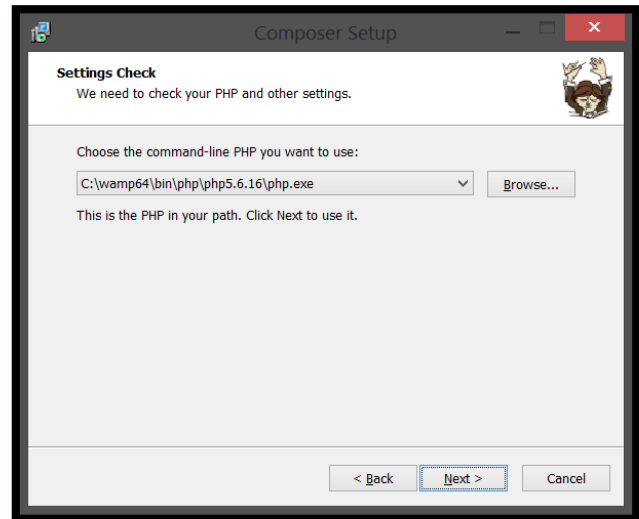 Composer Setup
Settings Check
We need to check your PHP and other settings.
Choose the command-line PHP you want to use:
C:\wamp64\bin\php\php5.6.16\php.exe
Browse...
This is the PHP in your path. Click Next to use it.
< Back Next > Cancel